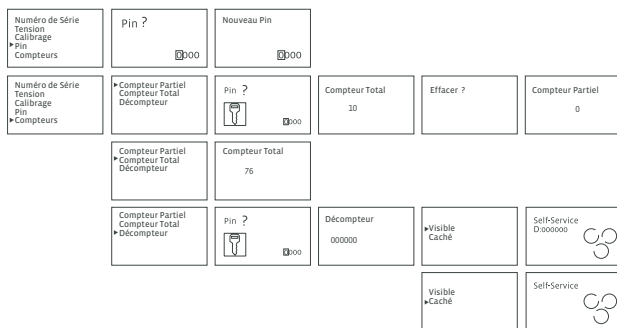 Numéro de Série
Tension
Calibrage
▸Pin
Compteurs
Pin ?
0000
Nouveau Pin
0000
Numéro de Série
Tension
Calibrage
Pin
▸Compteurs
▸Compteur Partiel
Compteur Total
Décompteur
Pin ?
0000
Compteur Total
10
Effacer ?
Compteur Partiel
0
Compteur Partiel
▸Compteur Total
Décompteur
Compteur Total
76
Compteur Partiel
Compteur Total
▸Décompteur
Pin ?
0000
Décompteur
000000
▸Visible
Caché
Self-Service
D:000000
Visible
▸Caché
Self-Service